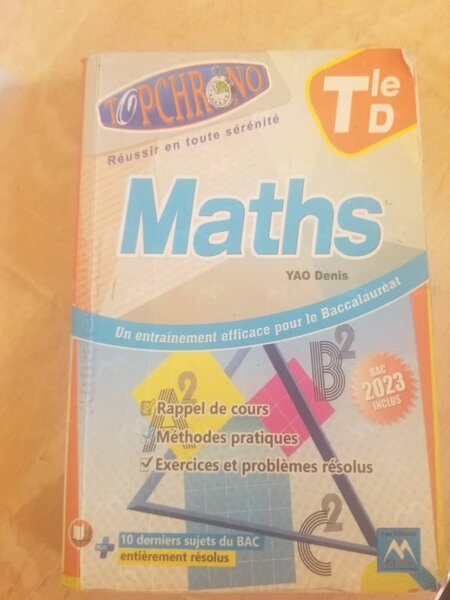 TOPCHRONO
Réussir en toute sérénité
Tle
D
Maths
YAO Denis
Un entrainement efficace pour le Baccalauréat
A²
B²
C²
BAC
2023
INCLUS
Rappel de cours
Méthodes pratiques
Exercices et problèmes résolus
+ 10 derniers sujets du BAC
entièrement résolus